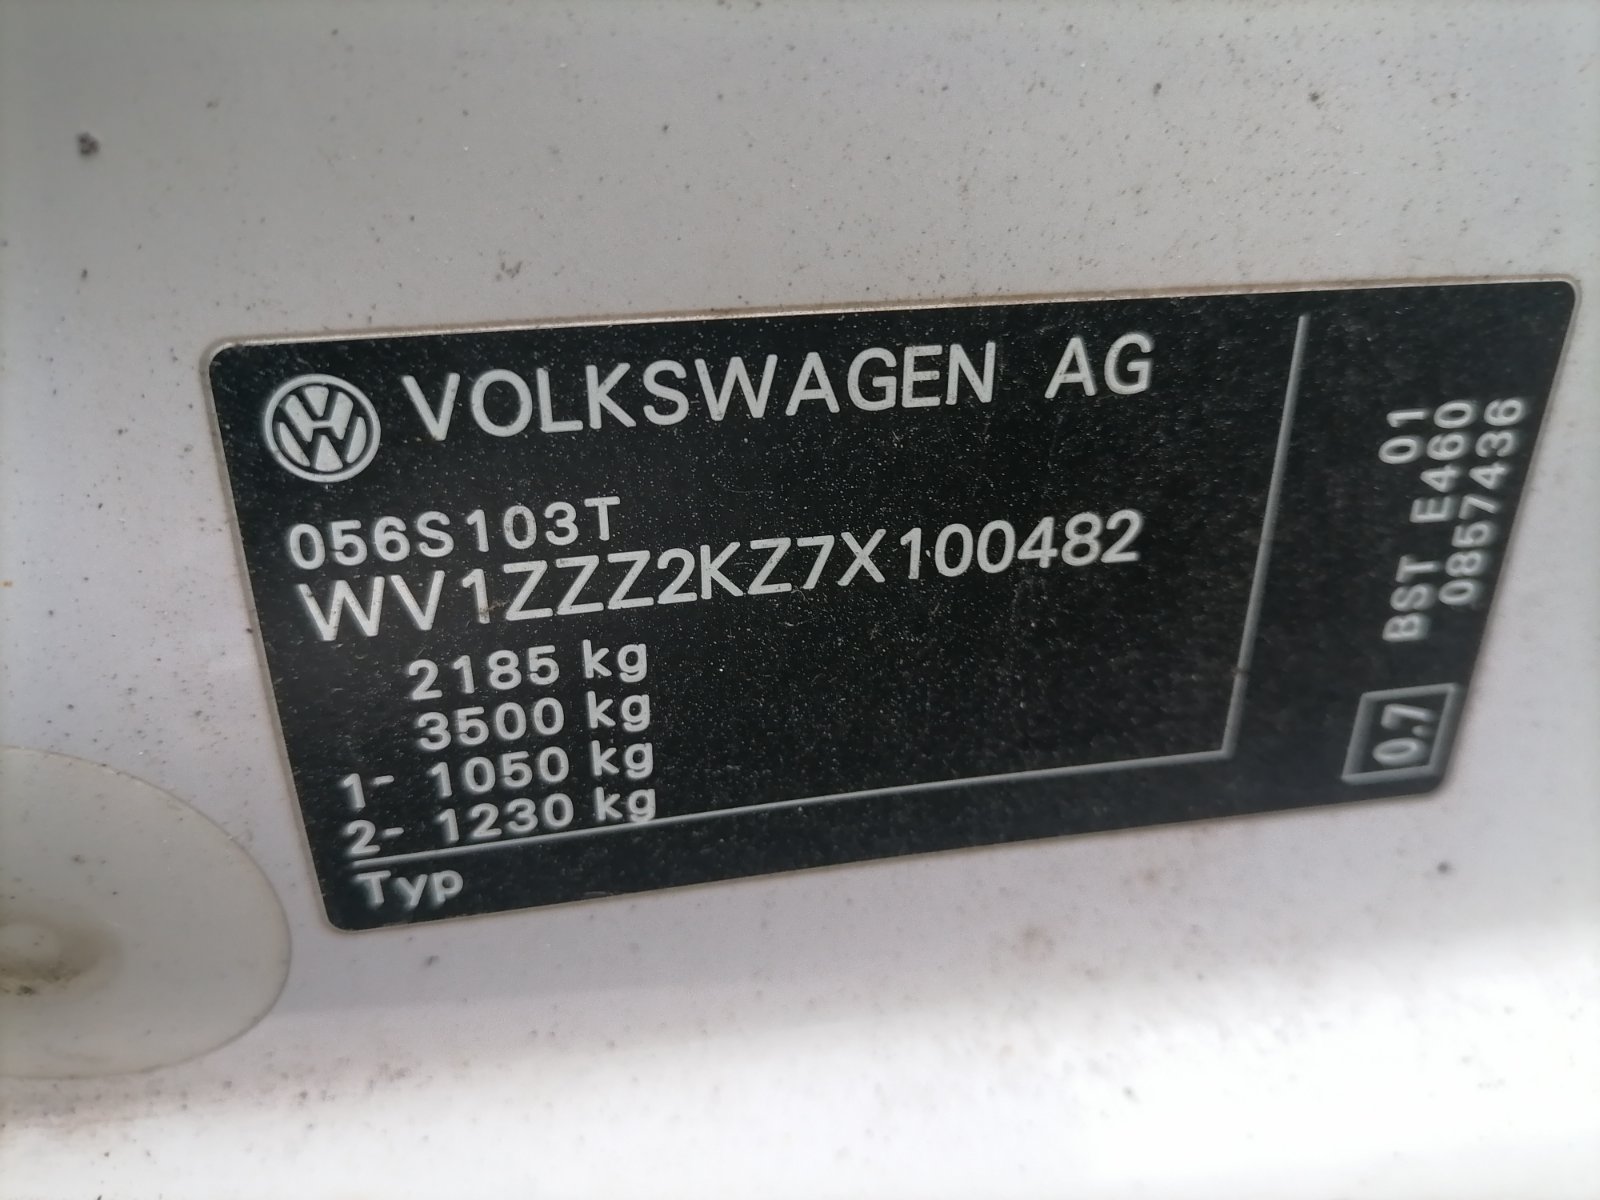 VOLKSWAGEN AG
056S103T
WV1ZZZ2KZ7X100482
2185 kg
3500 kg
1- 1050 kg
2- 1230 kg
Typ
01
BST E460
0857436
0.7